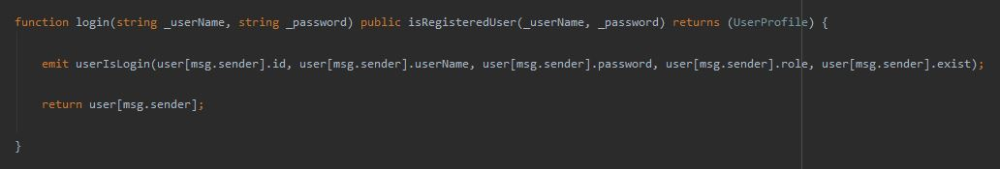 function login(string _userName, string _password) public isRegisteredUser(_userName, _password) returns (UserProfile) {
emit userIsLogin(user[msg.sender].id, user[msg.sender].userName, user[msg.sender].password, user[msg.sender].role, user[msg.sender].exist);
return user[msg.sender];
}